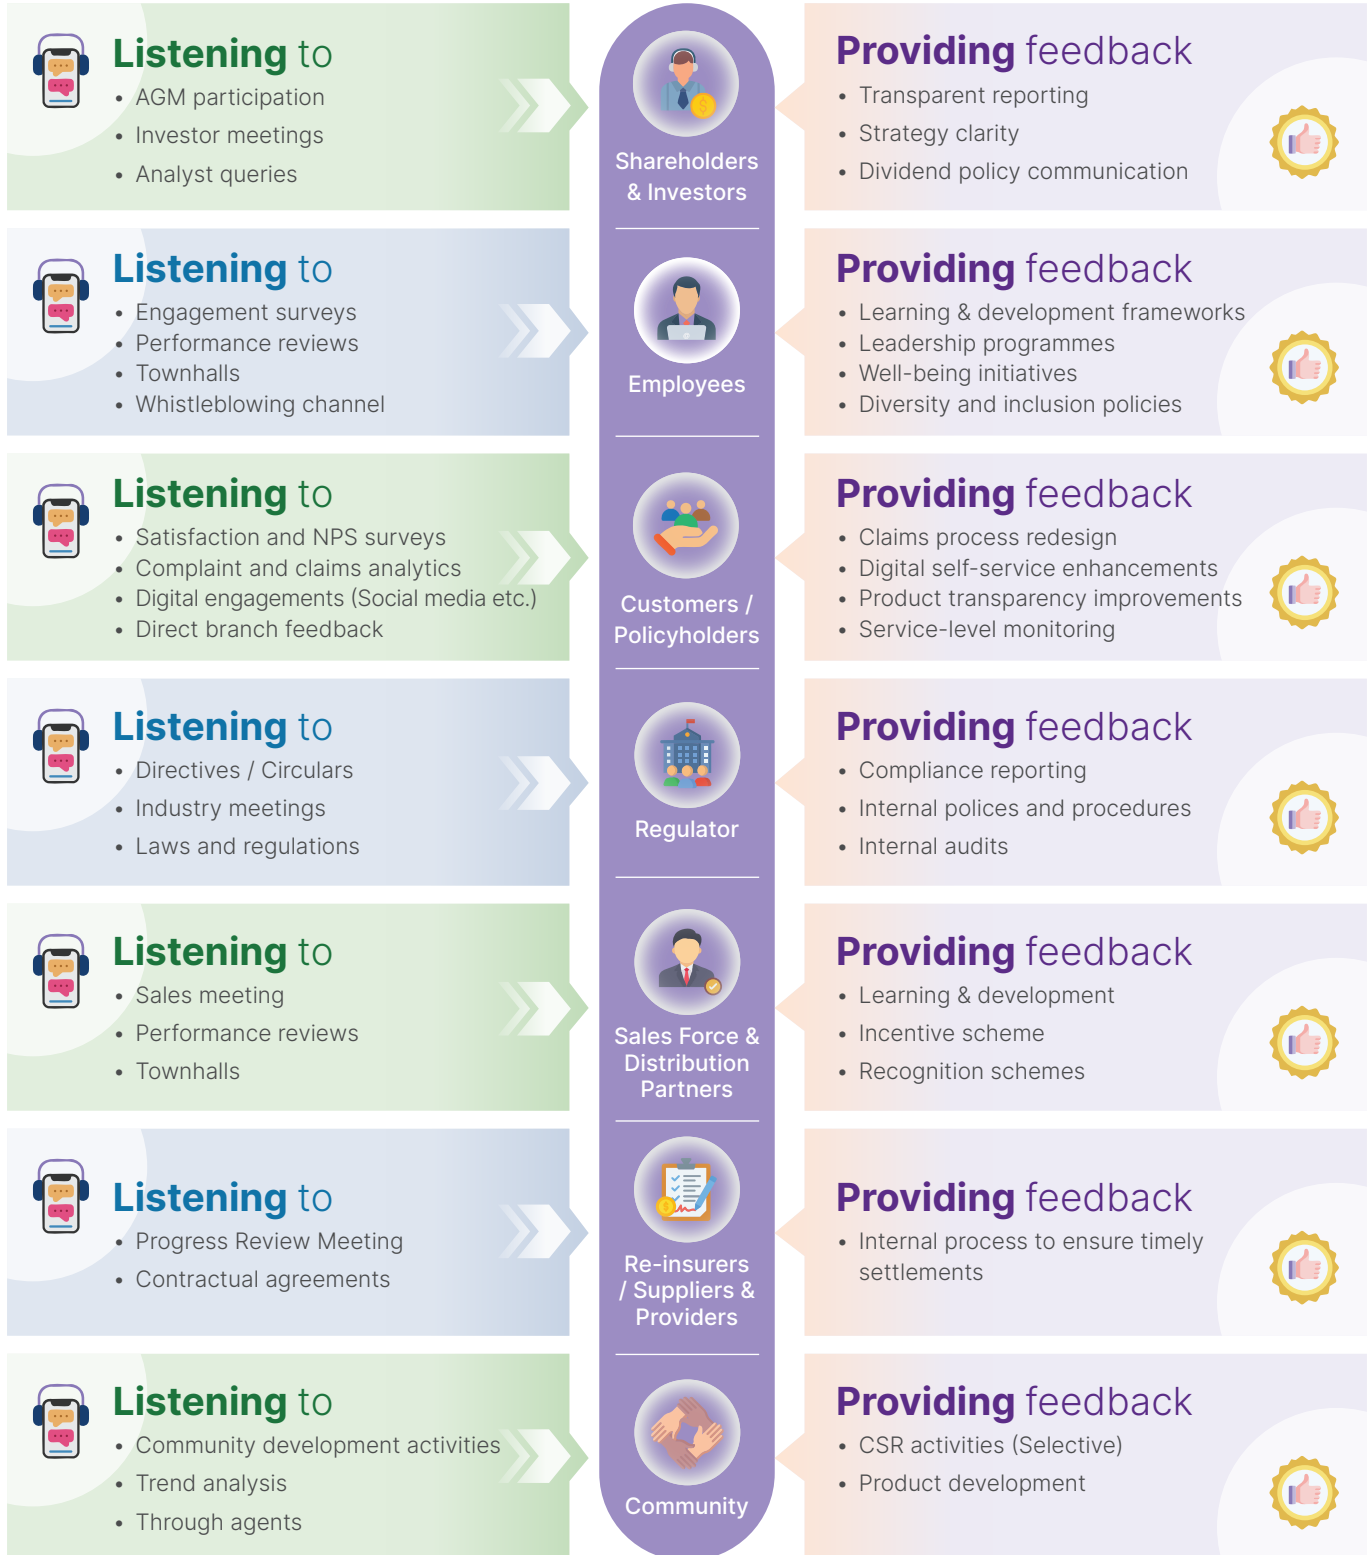 Listening to
• AGM participation
• Investor meetings
• Analyst queries
Shareholders
& Investors
Providing feedback
• Transparent reporting
• Strategy clarity
• Dividend policy communication
Listening to
• Engagement surveys
• Performance reviews
• Townhalls
• Whistleblowing channel
Employees
Providing feedback
• Learning & development frameworks
• Leadership programmes
• Well-being initiatives
• Diversity and inclusion policies
Listening to
• Satisfaction and NPS surveys
• Complaint and claims analytics
• Digital engagements (Social media etc.)
• Direct branch feedback
Customers /
Policyholders
Providing feedback
• Claims process redesign
• Digital self-service enhancements
• Product transparency improvements
• Service-level monitoring
Listening to
• Directives / Circulars
• Industry meetings
• Laws and regulations
Regulator
Providing feedback
• Compliance reporting
• Internal polices and procedures
• Internal audits
Listening to
• Sales meeting
• Performance reviews
• Townhalls
Sales Force &
Distribution
Partners
Providing feedback
• Learning & development
• Incentive scheme
• Recognition schemes
Listening to
• Progress Review Meeting
• Contractual agreements
Re-insurers
/ Suppliers &
Providers
Providing feedback
• Internal process to ensure timely
settlements
Listening to
• Community development activities
• Trend analysis
• Through agents
Community
Providing feedback
• CSR activities (Selective)
• Product development